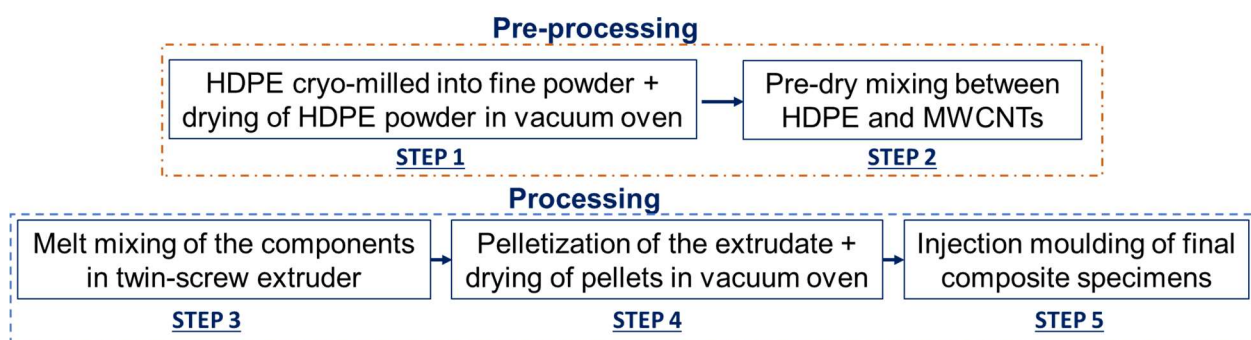 Pre-processing
HDPE cryo-milled into fine powder +
drying of HDPE powder in vacuum oven
STEP 1
Pre-dry mixing between
HDPE and MWCNTs
STEP 2
Processing
Melt mixing of the components
in twin-screw extruder
STEP 3
Pelletization of the extrudate +
drying of pellets in vacuum oven
STEP 4
Injection moulding of final
composite specimens
STEP 5